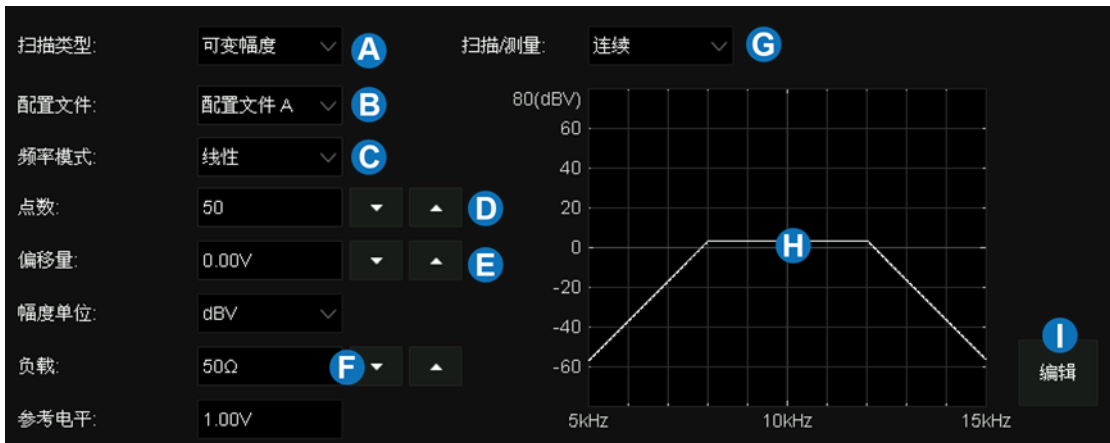 扫描类型: 可变幅度 A 扫描/测量: 连续 G
配置文件: 配置文件 A B
频率模式: 线性 C
点数: 50 D
偏移量: 0.00V E
幅度单位: dBV
负载: 50Ω F
参考电平: 1.00V
80(dBV)
60
40
20
0
-20
-40
-60
H
5kHz 10kHz 15kHz
I
编辑